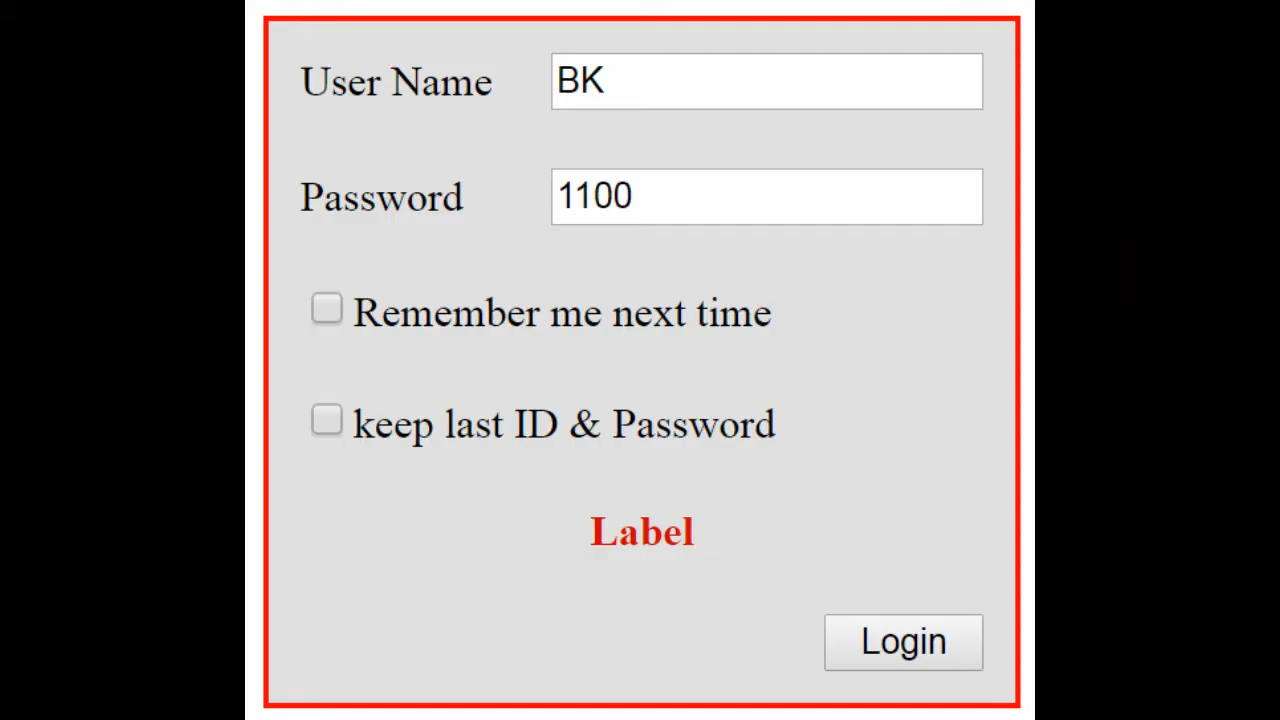 User Name BK
Password 1100
Remember me next time
keep last ID & Password
Label
Login